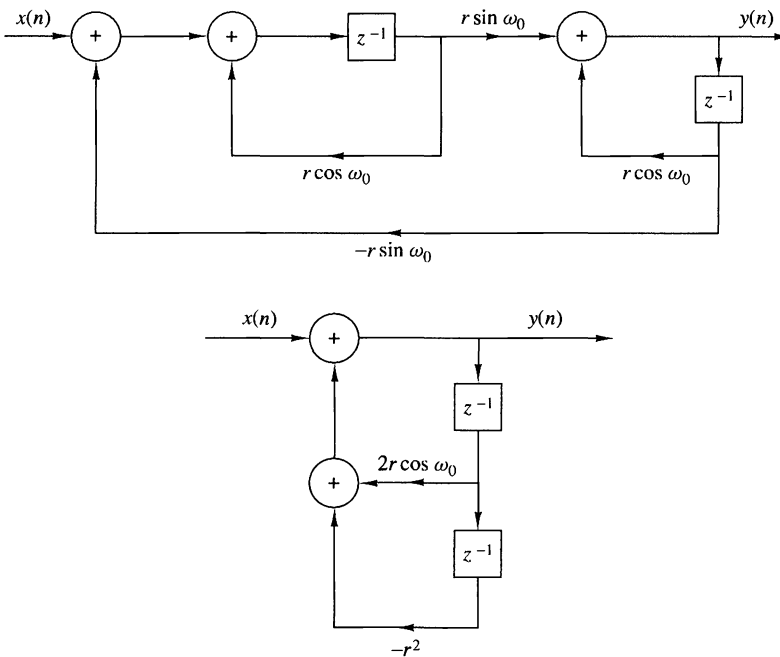 x(n)
+
+
z⁻¹
r sin ω₀
+
y(n)
z⁻¹
r cos ω₀
r cos ω₀
−r sin ω₀
x(n)
+
y(n)
z⁻¹
+
2r cos ω₀
z⁻¹
−r²